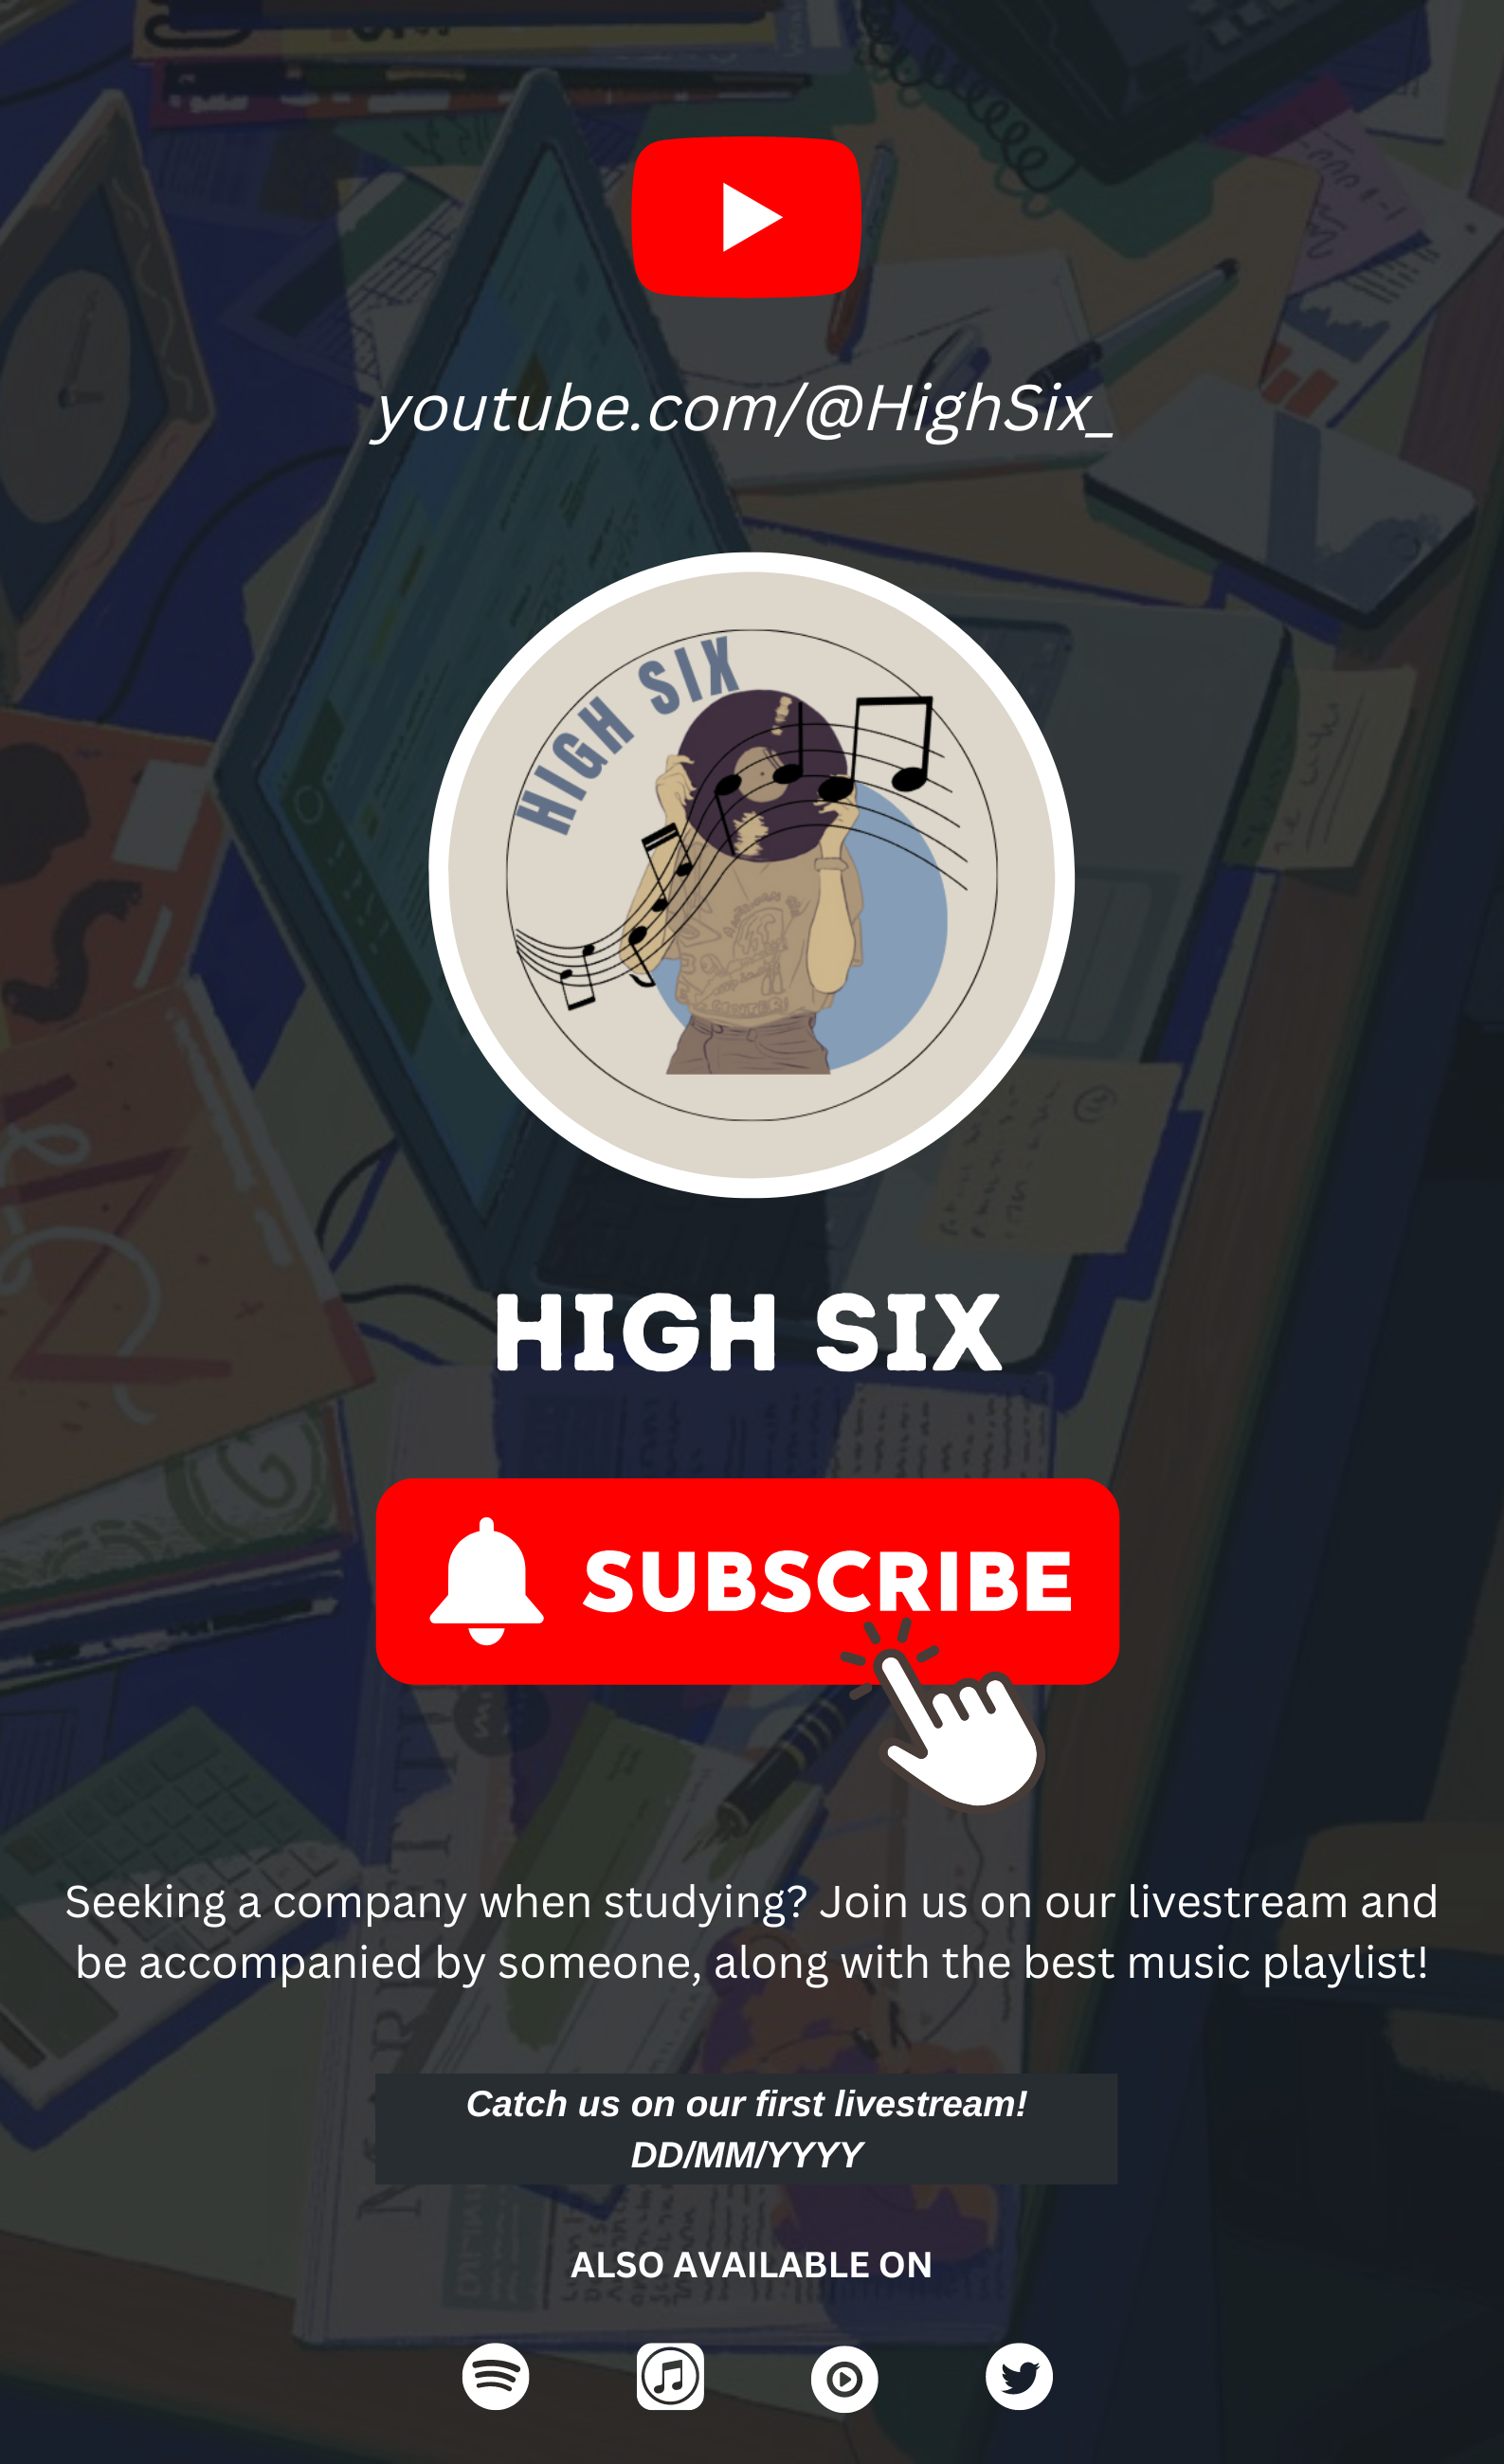 youtube.com/@HighSix_
HIGH SIX
HIGH SIX
SUBSCRIBE
Seeking a company when studying? Join us on our livestream and
be accompanied by someone, along with the best music playlist!
Catch us on our first livestream!
DD/MM/YYYY
ALSO AVAILABLE ON